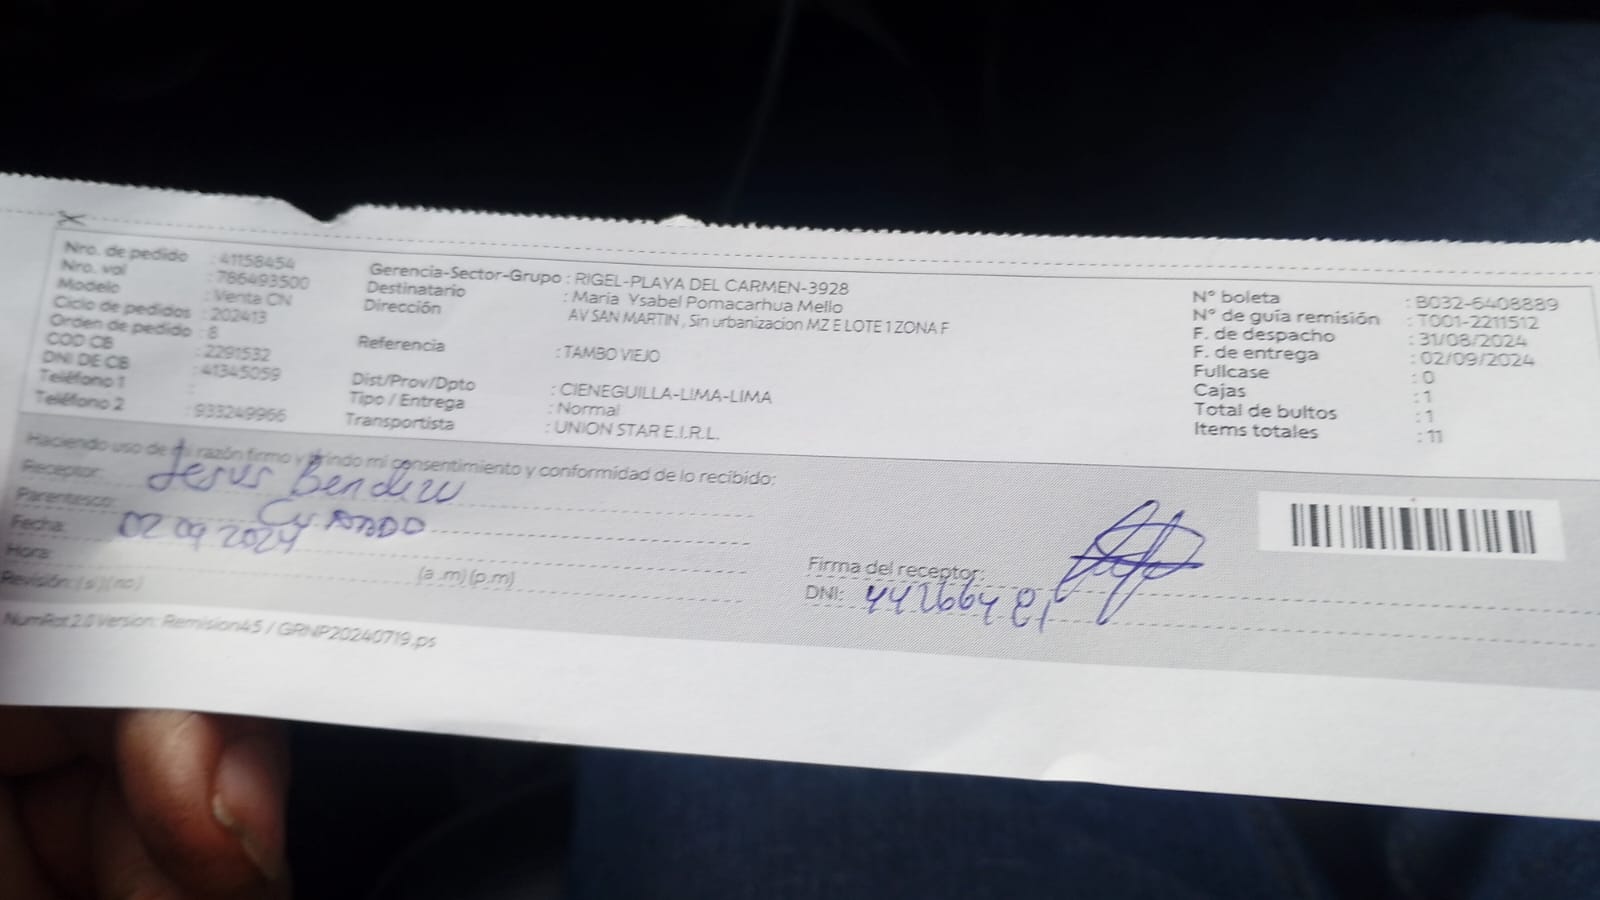 Nro. de pedido : 41158454
Nro. val : 786493500
Modelo : Venta CN
Ciclo de pedidos : 202413
Orden de pedido : 8
COD CB : 2291532
DNI DE CB : 41345059
Teléfono 1 :
Teléfono 2 : 933249966
Gerencia-Sector-Grupo : RIGEL-PLAYA DEL CARMEN-3928
Destinatario : Maria Ysabel Pomacarhua Mello
Dirección AV SAN MARTIN , Sin urbanizacion MZ E LOTE 1 ZONA F
Referencia : TAMBO VIEJO
Dist/Prov/Dpto : CIENEGUILLA-LIMA-LIMA
Tipo / Entrega : Normal
Transportista : UNION STAR E.I.R.L.
N° boleta : B032-6408889
N° de guía remisión : T001-2211512
F. de despacho : 31/08/2024
F. de entrega : 02/09/2024
Fullcase : 0
Cajas : 1
Total de bultos : 1
Items totales : 11
Haciendo uso de mi razón firmo y brindo mi consentimiento y conformidad de lo recibido:
Receptor: Jesus
Parentesco:
Fecha: 02 09 2024
Hora: (a .m) (p.m)
Revisión: (si) (no)
Firma del receptor:
DNI:
NumRot 2.0 Version: Remision45 / GRNP20240719.ps